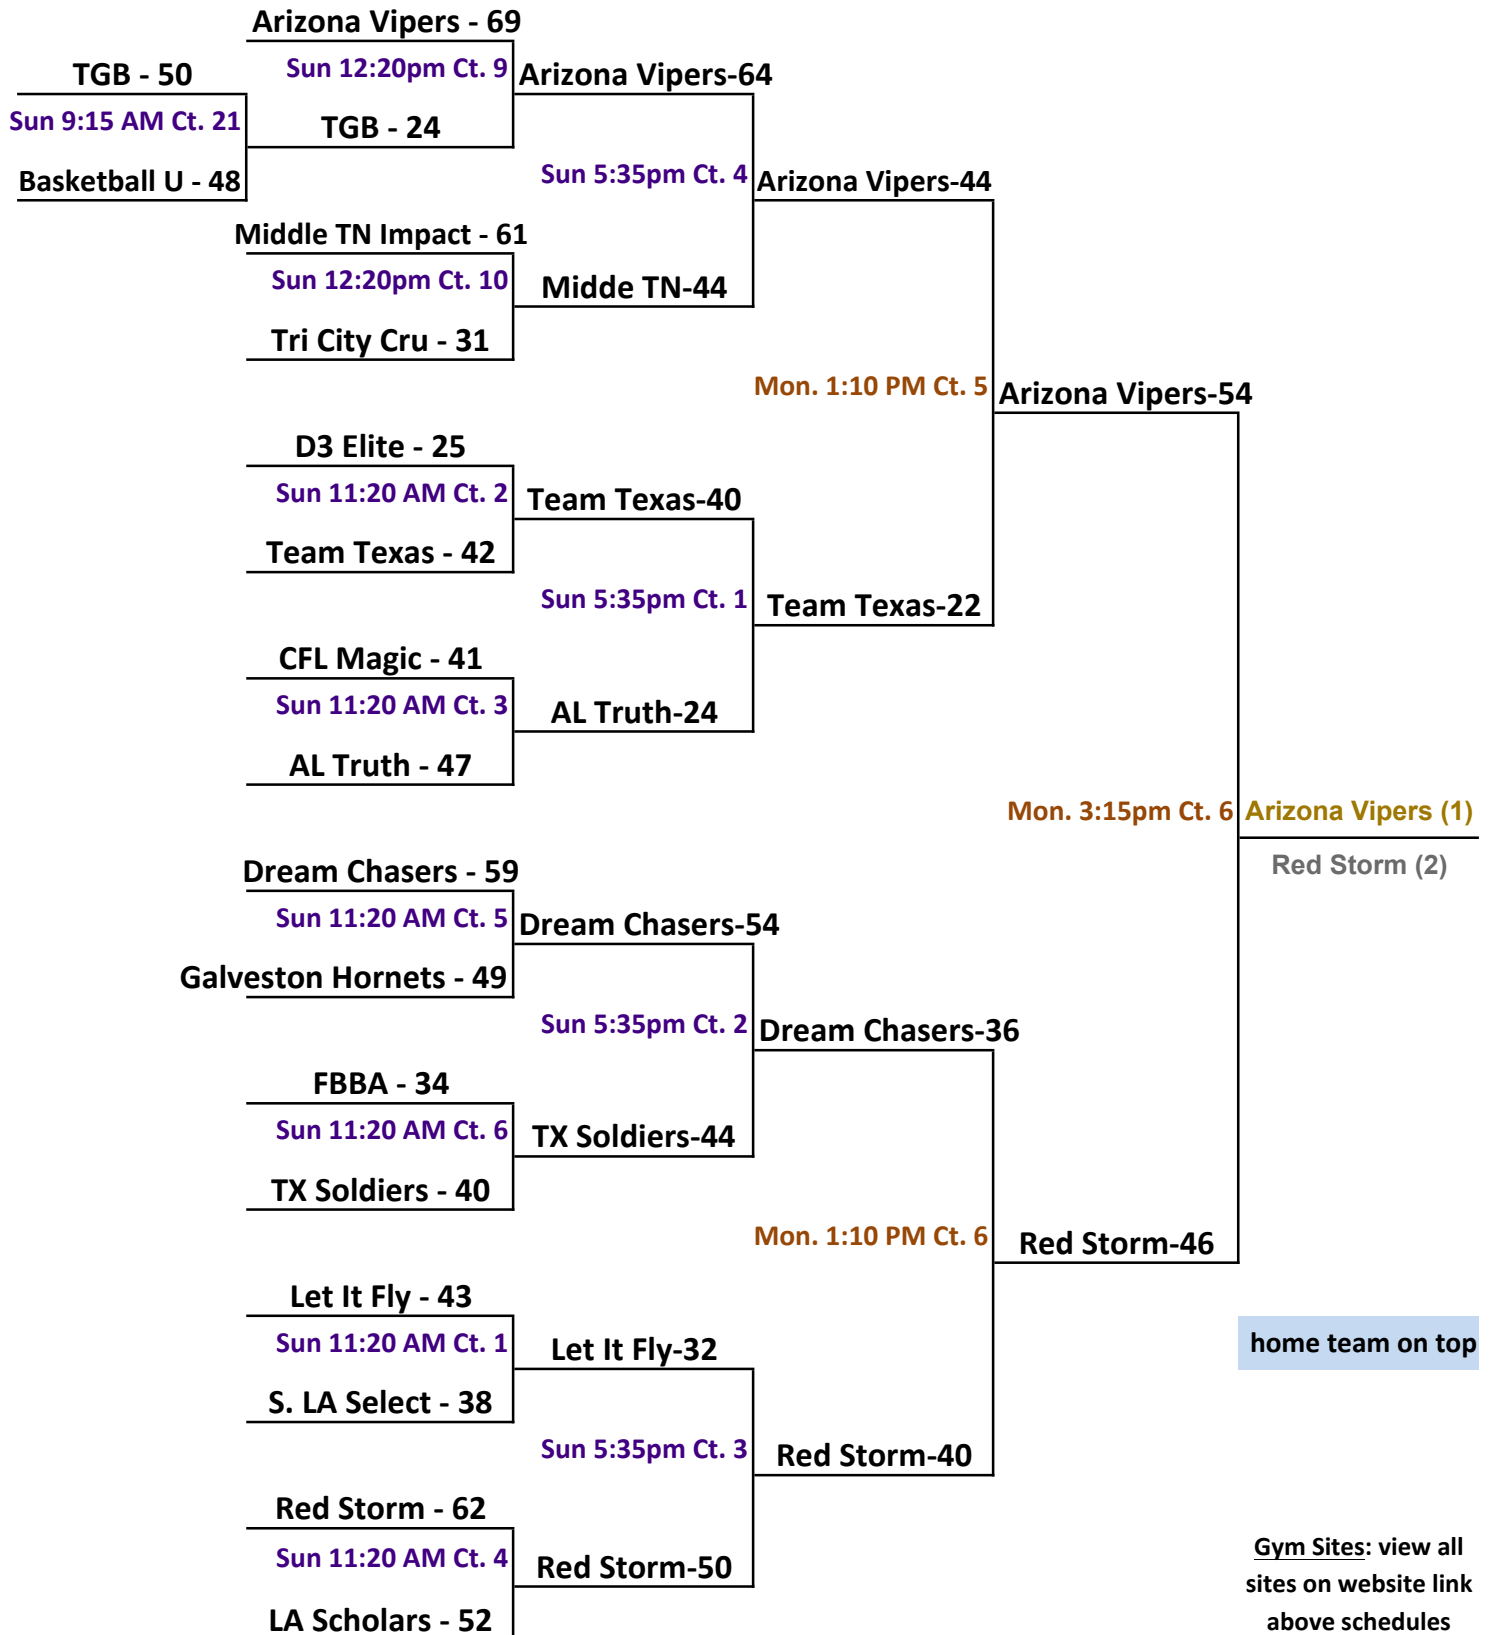 Arizona Vipers - 69
TGB - 50
Sun 12:20pm Ct. 9
Arizona Vipers-64
Sun 9:15 AM Ct. 21
TGB - 24
Basketball U - 48
Sun 5:35pm Ct. 4
Arizona Vipers-44
Middle TN Impact - 61
Sun 12:20pm Ct. 10
Midde TN-44
Tri City Cru - 31
Mon. 1:10 PM Ct. 5
Arizona Vipers-54
D3 Elite - 25
Sun 11:20 AM Ct. 2
Team Texas-40
Team Texas - 42
Sun 5:35pm Ct. 1
Team Texas-22
CFL Magic - 41
Sun 11:20 AM Ct. 3
AL Truth-24
AL Truth - 47
Mon. 3:15pm Ct. 6
Arizona Vipers (1)
Red Storm (2)
Dream Chasers - 59
Sun 11:20 AM Ct. 5
Dream Chasers-54
Galveston Hornets - 49
Sun 5:35pm Ct. 2
Dream Chasers-36
FBBA - 34
Sun 11:20 AM Ct. 6
TX Soldiers-44
TX Soldiers - 40
Mon. 1:10 PM Ct. 6
Red Storm-46
Let It Fly - 43
Sun 11:20 AM Ct. 1
Let It Fly-32
home team on top
S. LA Select - 38
Sun 5:35pm Ct. 3
Red Storm-40
Red Storm - 62
Sun 11:20 AM Ct. 4
Red Storm-50
LA Scholars - 52
Gym Sites: view all
sites on website link
above schedules